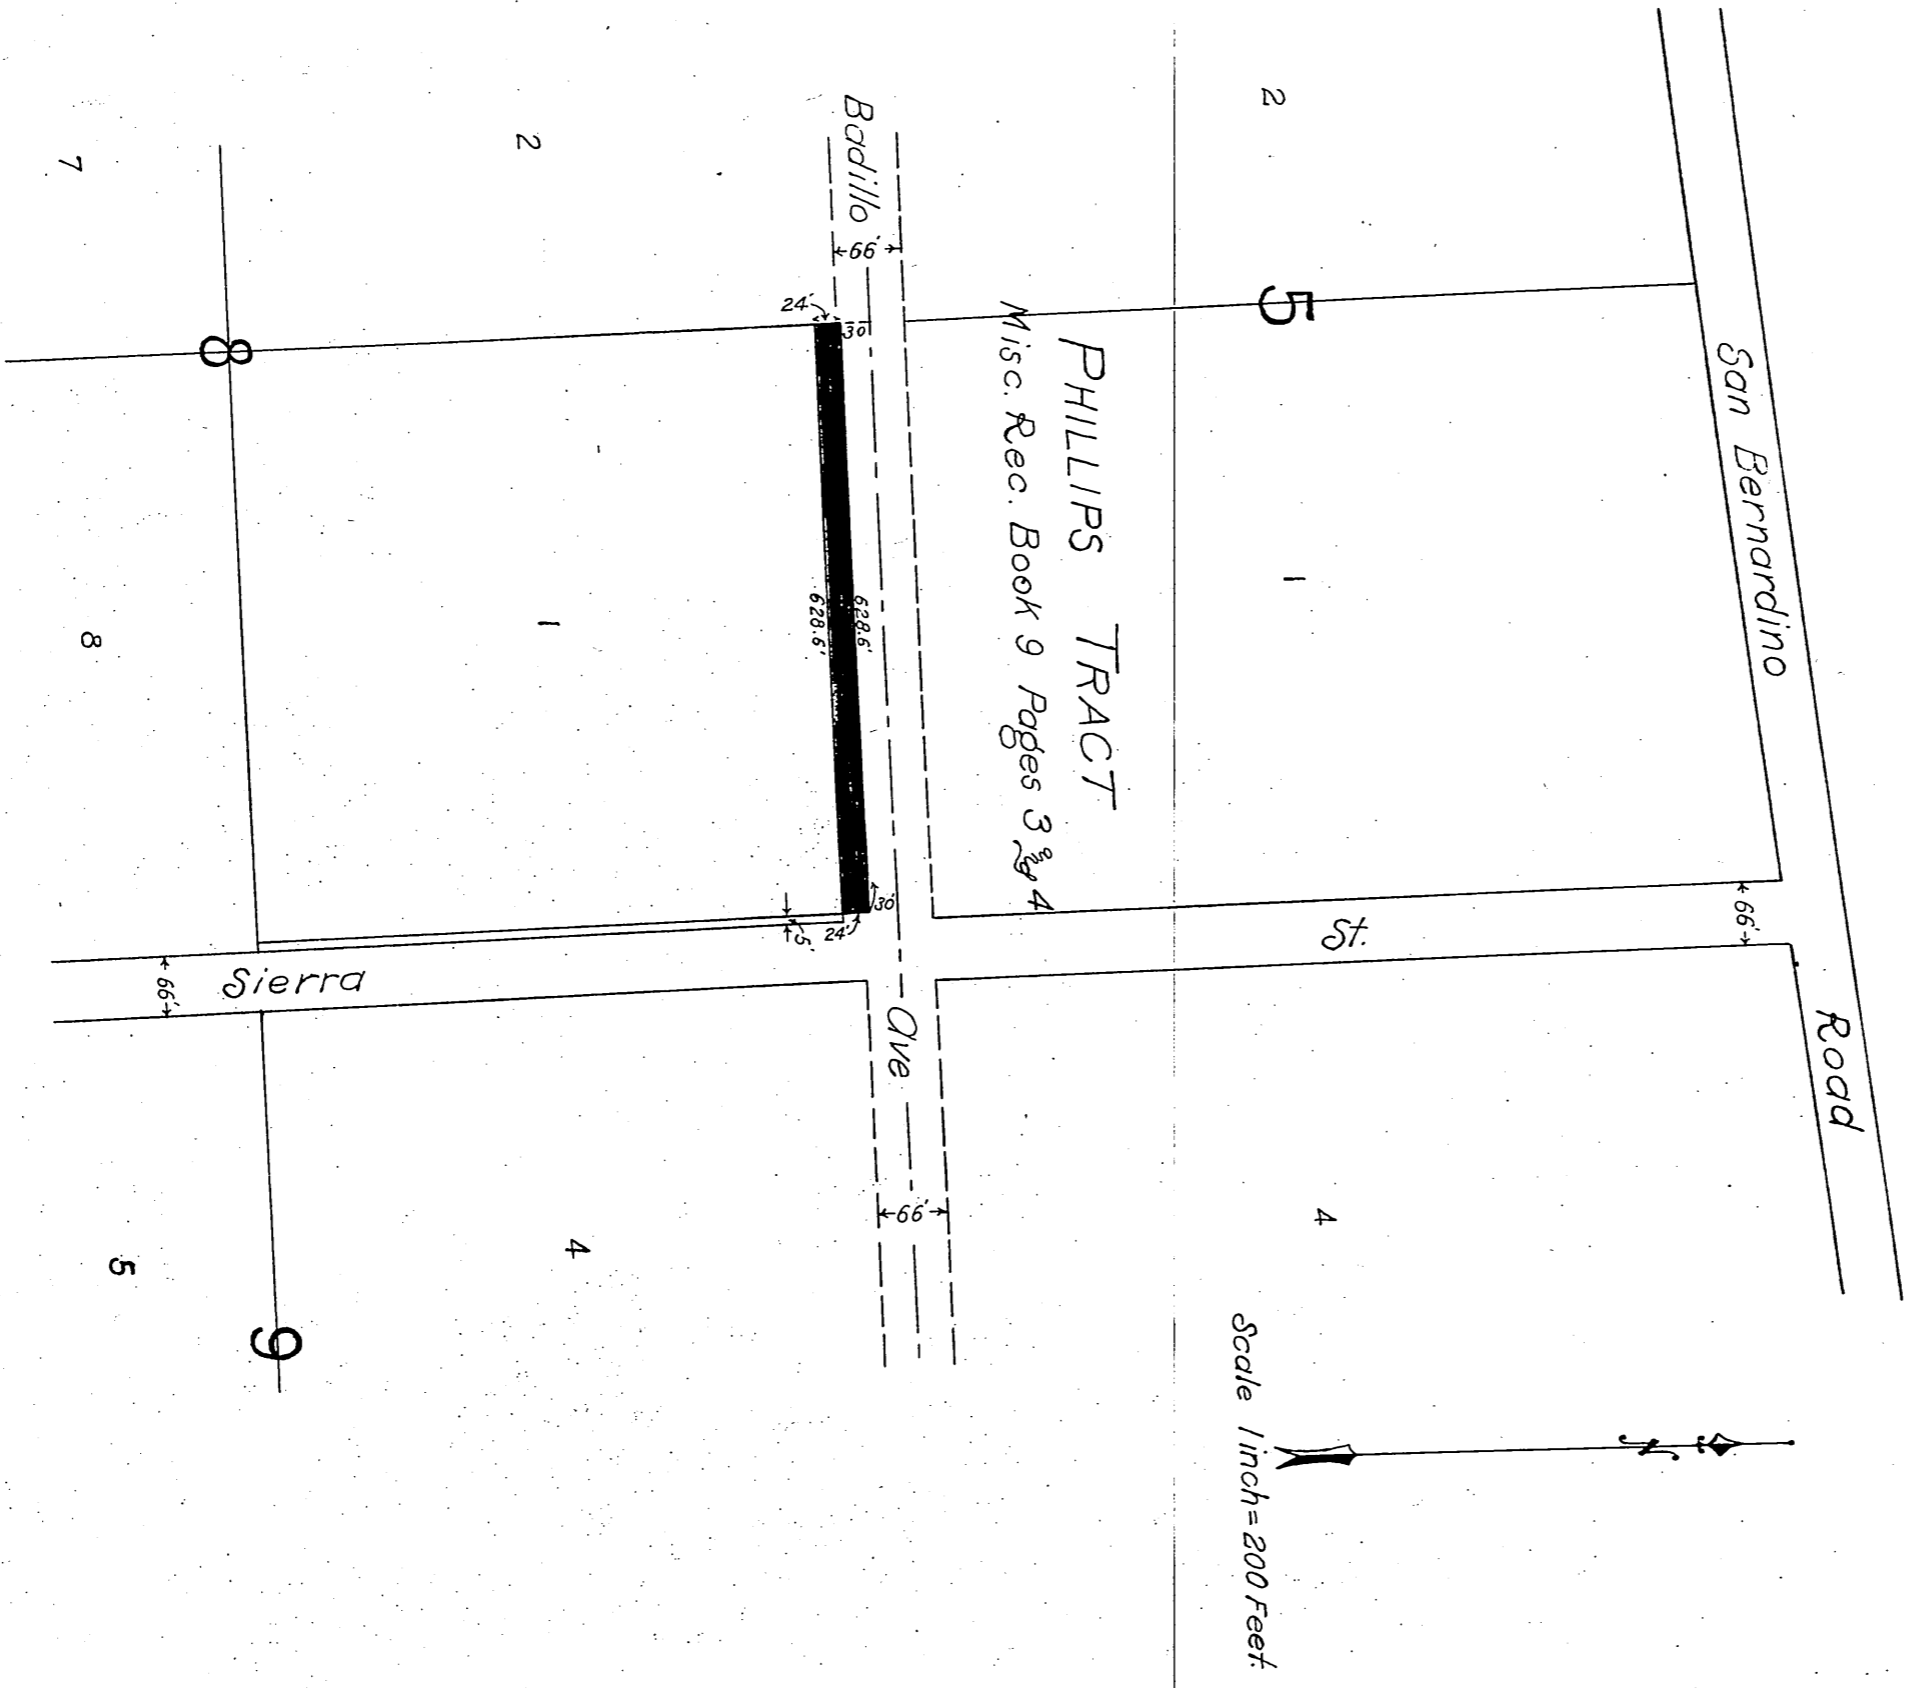 San Bernardino Road
66'
2
5
1
4
St.
PHILLIPS TRACT
Misc. Rec. Book 9 Pages 3 & 4
Badillo Ave
66'
66'
24'
30
628.6'
628.6'
30'
24'
5'
2
1
4
8
9
7
8
5
Sierra
66'
N
Scale 1 inch = 200 Feet.